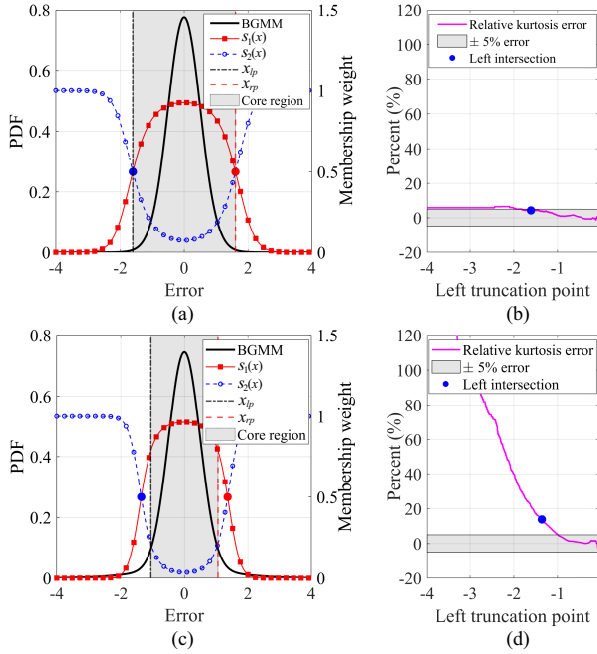 0.8
0.6
0.4
0.2
0
PDF
1.5
1
0.5
0
Membership weight
BGMM
s1(x)
s2(x)
xlp
xrp
Core region
-4
-2
0
2
4
Error
(a)
120
100
80
60
40
20
0
-20
Percent (%)
Relative kurtosis error
± 5% error
Left intersection
-4
-3
-2
-1
Left truncation point
(b)
0.8
0.6
0.4
0.2
0
PDF
1.5
1
0.5
0
Membership weight
BGMM
s1(x)
s2(x)
xlp
xrp
Core region
-4
-2
0
2
4
Error
(c)
120
100
80
60
40
20
0
-20
Percent (%)
Relative kurtosis error
± 5% error
Left intersection
-4
-3
-2
-1
Left truncation point
(d)